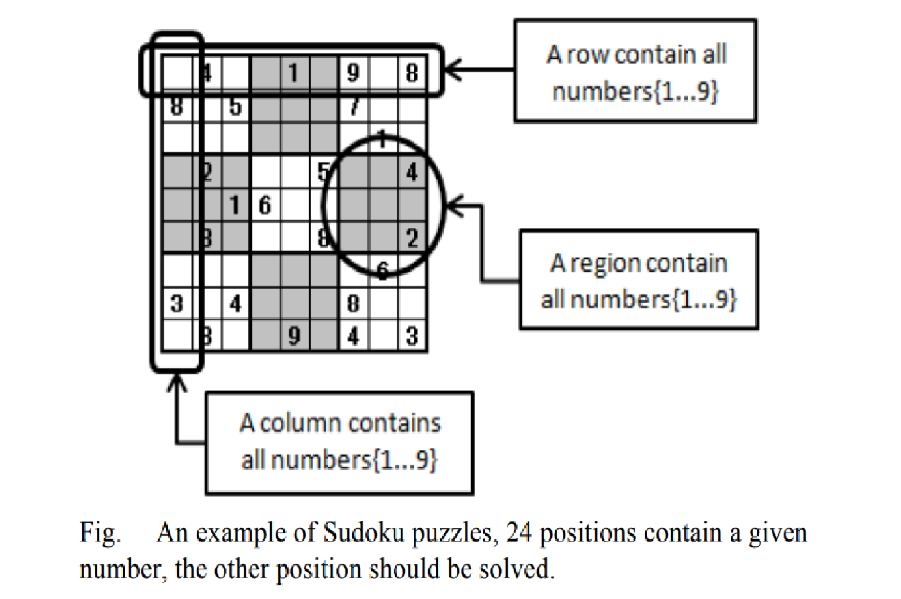 4 1 9 8
8 5 7
1
2 5 4
1 6
8 2
6
3 4 8
9 4 3
A row contain all
numbers{1...9}
A region contain
all numbers{1...9}
A column contains
all numbers{1...9}
Fig. An example of Sudoku puzzles, 24 positions contain a given
number, the other position should be solved.